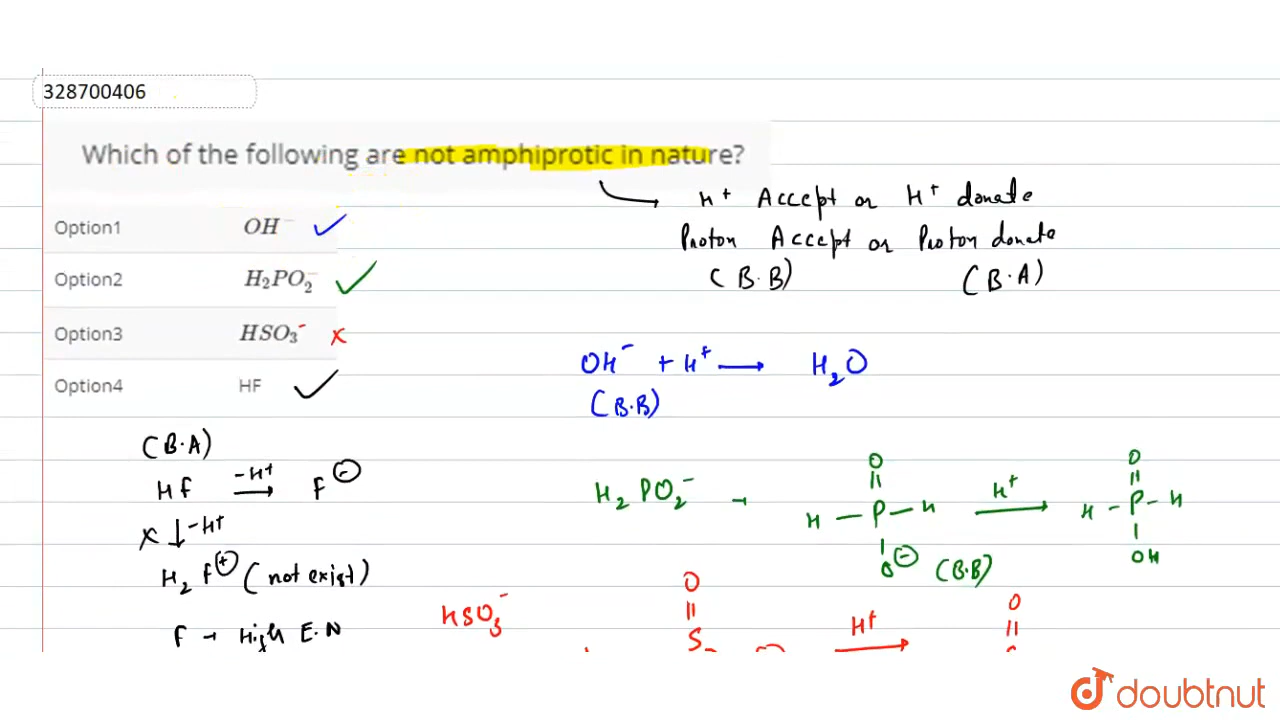 328700406
Which of the following are not amphiprotic in nature?
H⁺ Accept or H⁺ donate
Option1 OH⁻ ✓
Proton Accept or Proton donate
(B.B) (B.A)
Option2 H₂PO₂⁻ ✓
Option3 HSO₃⁻ x
OH⁻ + H⁺ ⟶ H₂O
Option4 HF ✓
(B.B)
(B.A)
Hf -H⁺ → f⊖
x ↓ -H⁺
H₂f⊕ (not exist)
f → High E.N
H₂PO₂⁻ →
O
H — P — H
O⊖ (B.B)
H⁺
O
H - P - H
OH
HSO₃⁻
O
S
H⁺
O
doubtnut